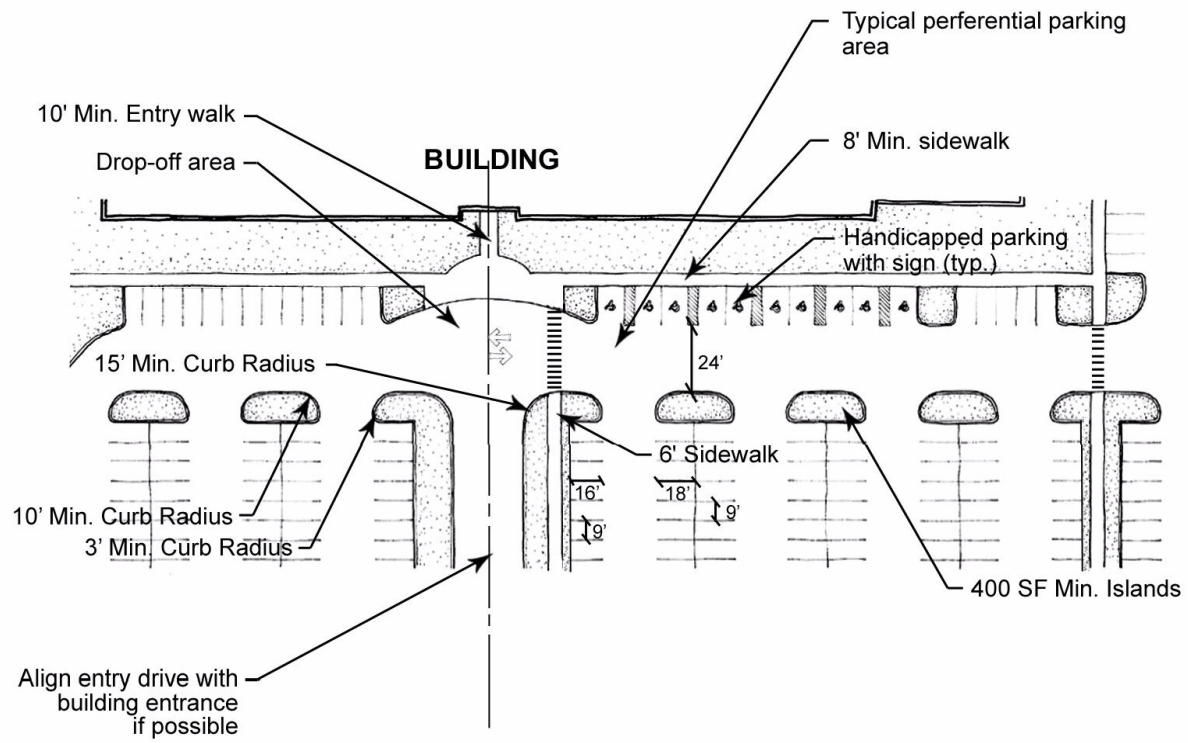 Typical perferential parking
area
10' Min. Entry walk
8' Min. sidewalk
Drop-off area
BUILDING
Handicapped parking
with sign (typ.)
15’ Min. Curb Radius
24’
6' Sidewalk
16’
18’
9’
9’
10’ Min. Curb Radius
3’ Min. Curb Radius
400 SF Min. Islands
Align entry drive with
building entrance
if possible